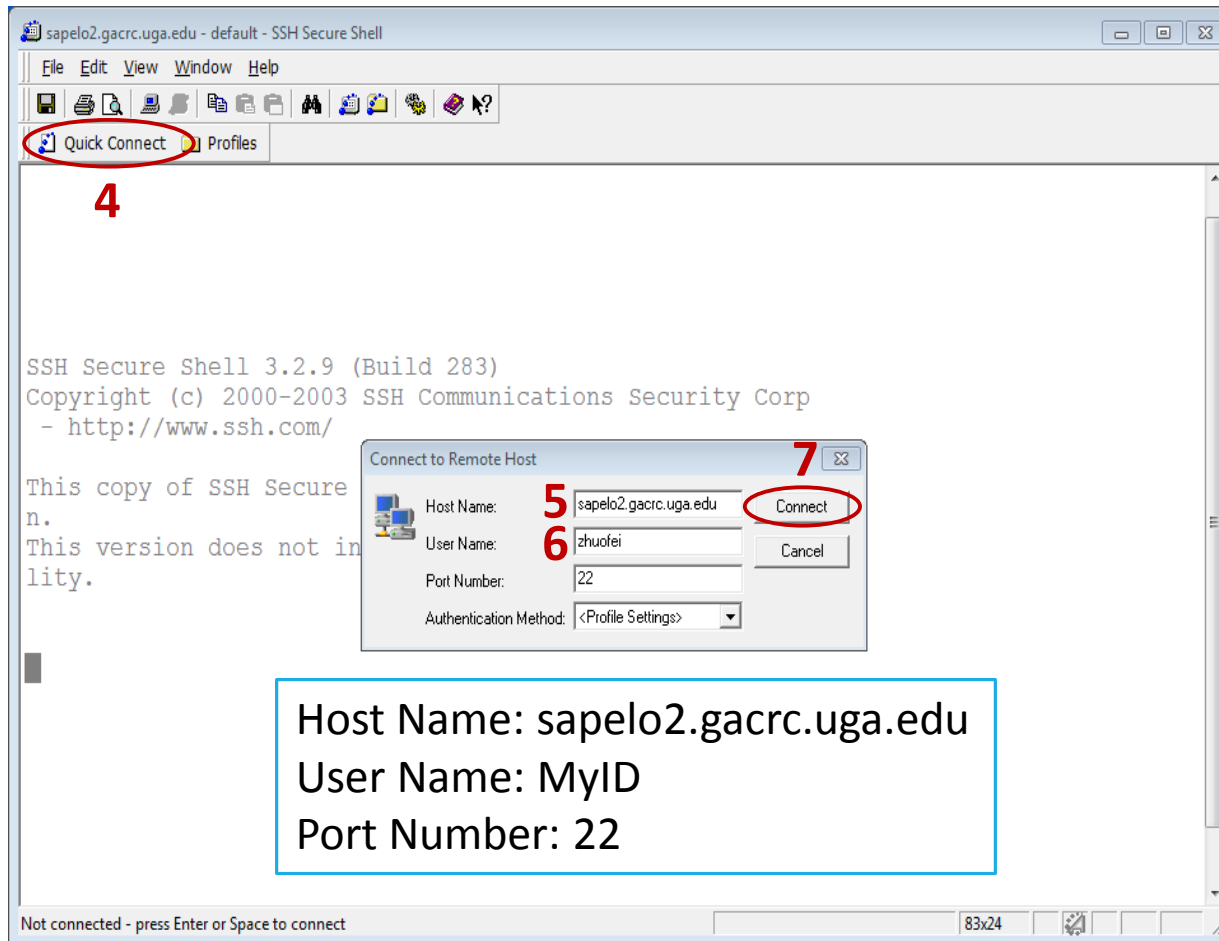 sapelo2.gacrc.uga.edu - default - SSH Secure Shell
File Edit View Window Help
Quick Connect Profiles
4
SSH Secure Shell 3.2.9 (Build 283)
Copyright (c) 2000-2003 SSH Communications Security Corp
- http://www.ssh.com/
This copy of SSH Secure
n.
This version does not in
lity.
Connect to Remote Host
7
Host Name: 5 sapelo2.gacrc.uga.edu Connect
User Name: 6 zhuofei Cancel
Port Number: 22
Authentication Method: <Profile Settings>
Host Name: sapelo2.gacrc.uga.edu
User Name: MyID
Port Number: 22
Not connected - press Enter or Space to connect 83x24